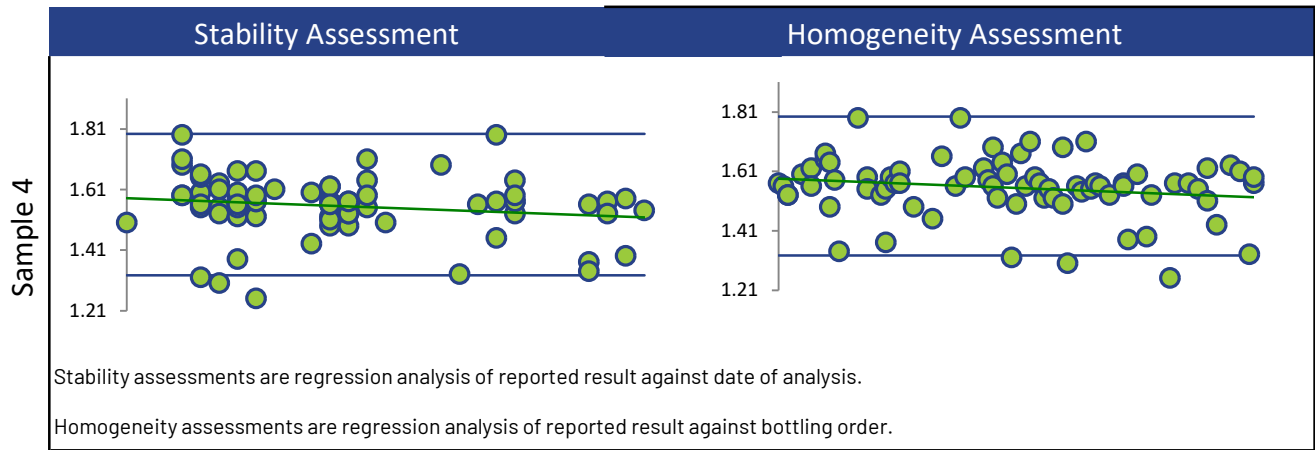 Stability Assessment
Homogeneity Assessment
Sample 4
1.81
1.61
1.41
1.21
1.81
1.61
1.41
1.21
Stability assessments are regression analysis of reported result against date of analysis.
Homogeneity assessments are regression analysis of reported result against bottling order.